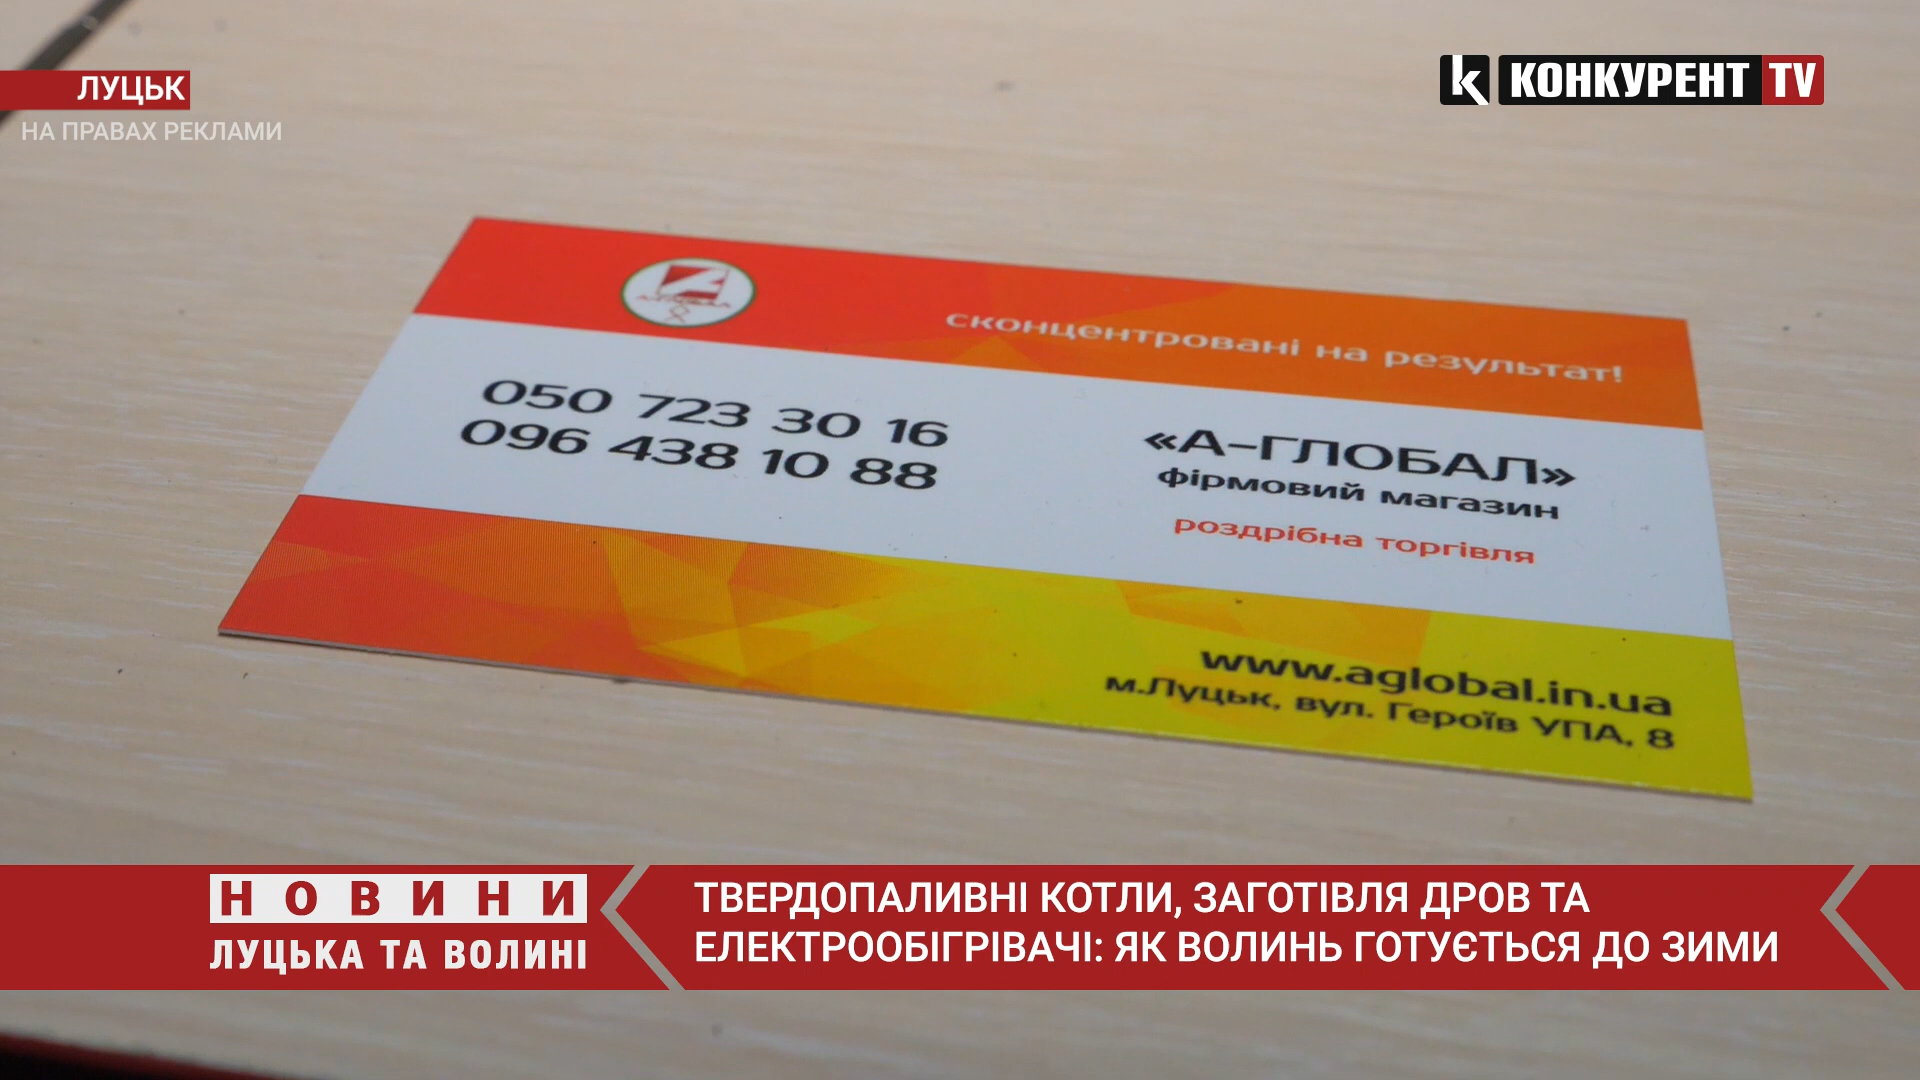 ЛУЦЬК
НА ПРАВАХ РЕКЛАМИ
КОНКУРЕНТ TV
сконцентровані на результат!
050 723 30 16
096 438 10 88
«А-ГЛОБАЛ»
фірмовий магазин
роздрібна торгівля
www.aglobal.in.ua
м.Луцьк, вул. Героїв УПА, 8
НОВИНИ
ЛУЦЬКА ТА ВОЛИНІ
ТВЕРДОПАЛИВНІ КОТЛИ, ЗАГОТІВЛЯ ДРОВ ТА
ЕЛЕКТРООБІГРІВАЧІ: ЯК ВОЛИНЬ ГОТУЄТЬСЯ ДО ЗИМИ